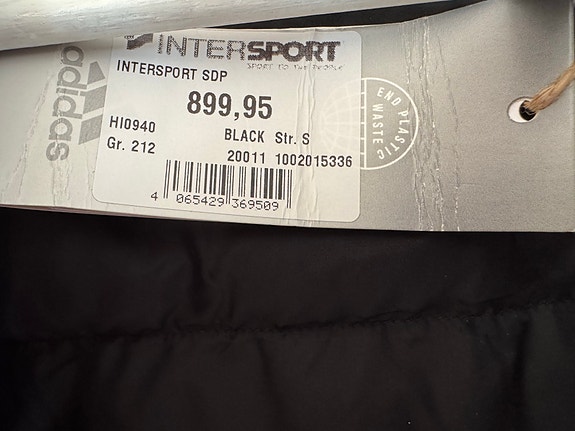 INTERSPORT
SPORT TO THE PEOPLE
INTERSPORT SDP
899,95
HI0940 BLACK Str. S
Gr. 212 20011 1002015336
4 065429 369509
adidas
END PLASTIC WASTE